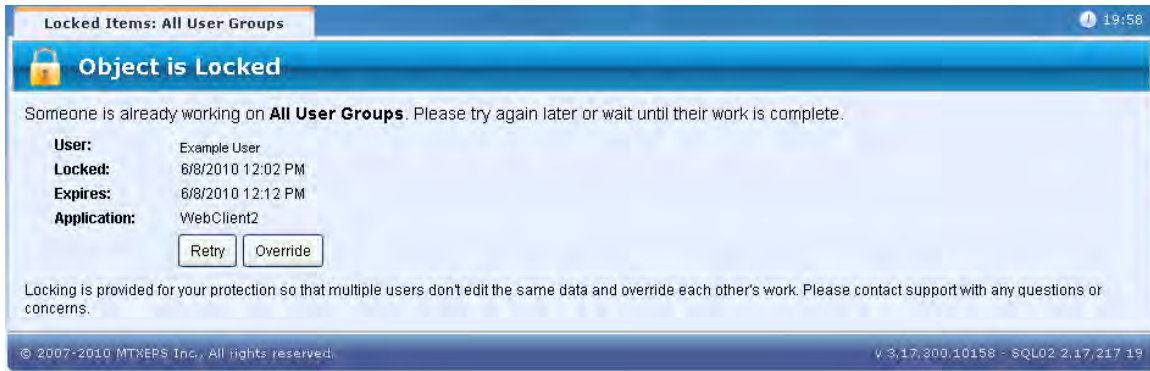 Locked Items: All User Groups
19:58
Object is Locked
Someone is already working on All User Groups. Please try again later or wait until their work is complete.
User: Example User
Locked: 6/8/2010 12:02 PM
Expires: 6/8/2010 12:12 PM
Application: WebClient2
Retry Override
Locking is provided for your protection so that multiple users don't edit the same data and override each other's work. Please contact support with any questions or
concerns.
© 2007-2010 MTXEPS Inc., All rights reserved. v 3.17.300.10158 - SQL02 2.17.217 19